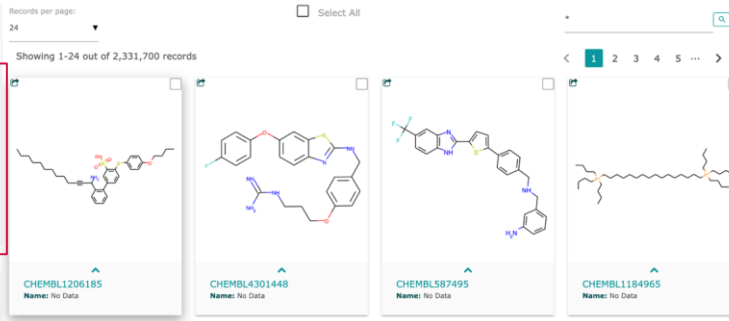 Records per page:
Select All
*
24
Showing 1-24 out of 2,331,700 records
1 2 3 4 5 ...
CHEMBL1206185
Name: No Data
CHEMBL4301448
Name: No Data
CHEMBL587495
Name: No Data
CHEMBL1184965
Name: No Data